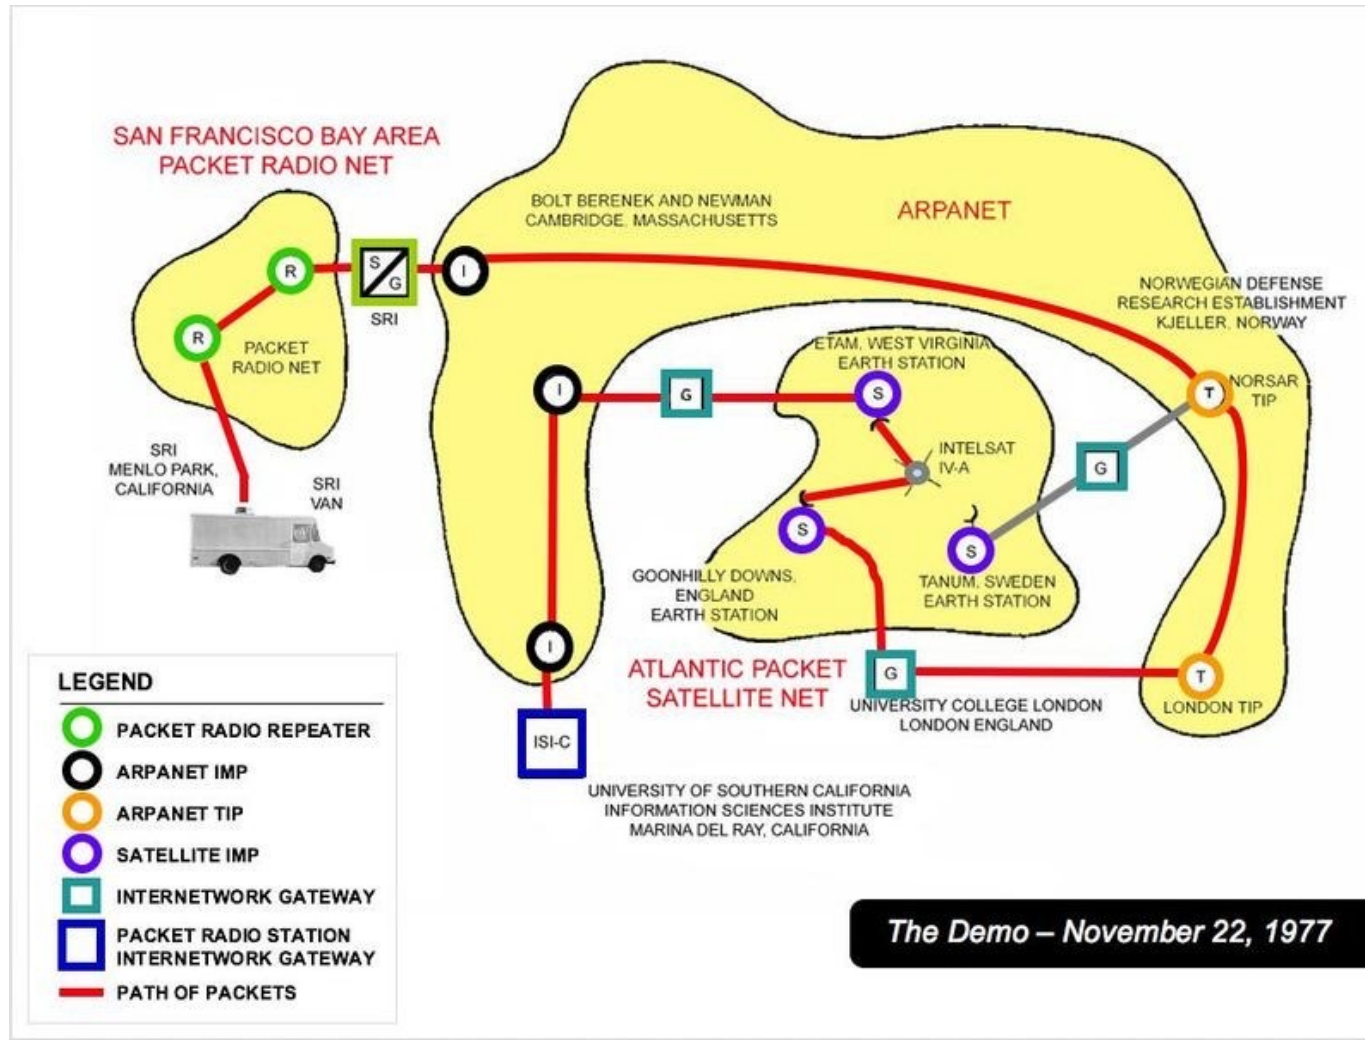 SAN FRANCISCO BAY AREA
PACKET RADIO NET
BOLT BERENEK AND NEWMAN
CAMBRIDGE, MASSACHUSETTS
ARPANET
NORWEGIAN DEFENSE
RESEARCH ESTABLISHMENT
KJELLER, NORWAY
R
S
G
SRI
I
R
PACKET
RADIO NET
ETAM, WEST VIRGINIA
EARTH STATION
I
G
S
T
NORSAR
TIP
SRI
MENLO PARK,
CALIFORNIA
SRI
VAN
INTELSAT
IV-A
G
S
S
GOONHILLY DOWNS,
ENGLAND
EARTH STATION
TANUM, SWEDEN
EARTH STATION
I
ATLANTIC PACKET
SATELLITE NET
G
UNIVERSITY COLLEGE LONDON
LONDON ENGLAND
T
LONDON TIP
ISI-C
UNIVERSITY OF SOUTHERN CALIFORNIA
INFORMATION SCIENCES INSTITUTE
MARINA DEL RAY, CALIFORNIA
LEGEND
PACKET RADIO REPEATER
ARPANET IMP
ARPANET TIP
SATELLITE IMP
INTERNETWORK GATEWAY
PACKET RADIO STATION
INTERNETWORK GATEWAY
PATH OF PACKETS
The Demo – November 22, 1977